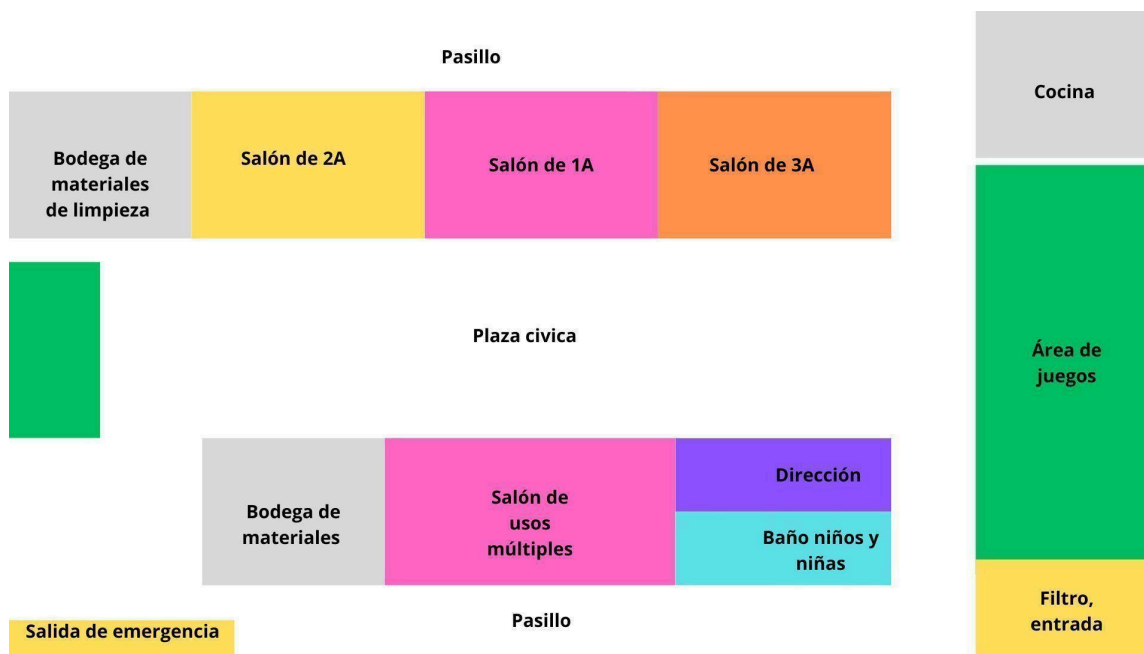 Pasillo
Cocina
Bodega de
materiales
de limpieza
Salón de 2A
Salón de 1A
Salón de 3A
Plaza civica
Área de
juegos
Bodega de
materiales
Salón de
usos
múltiples
Dirección
Baño niños y
niñas
Filtro,
entrada
Pasillo
Salida de emergencia